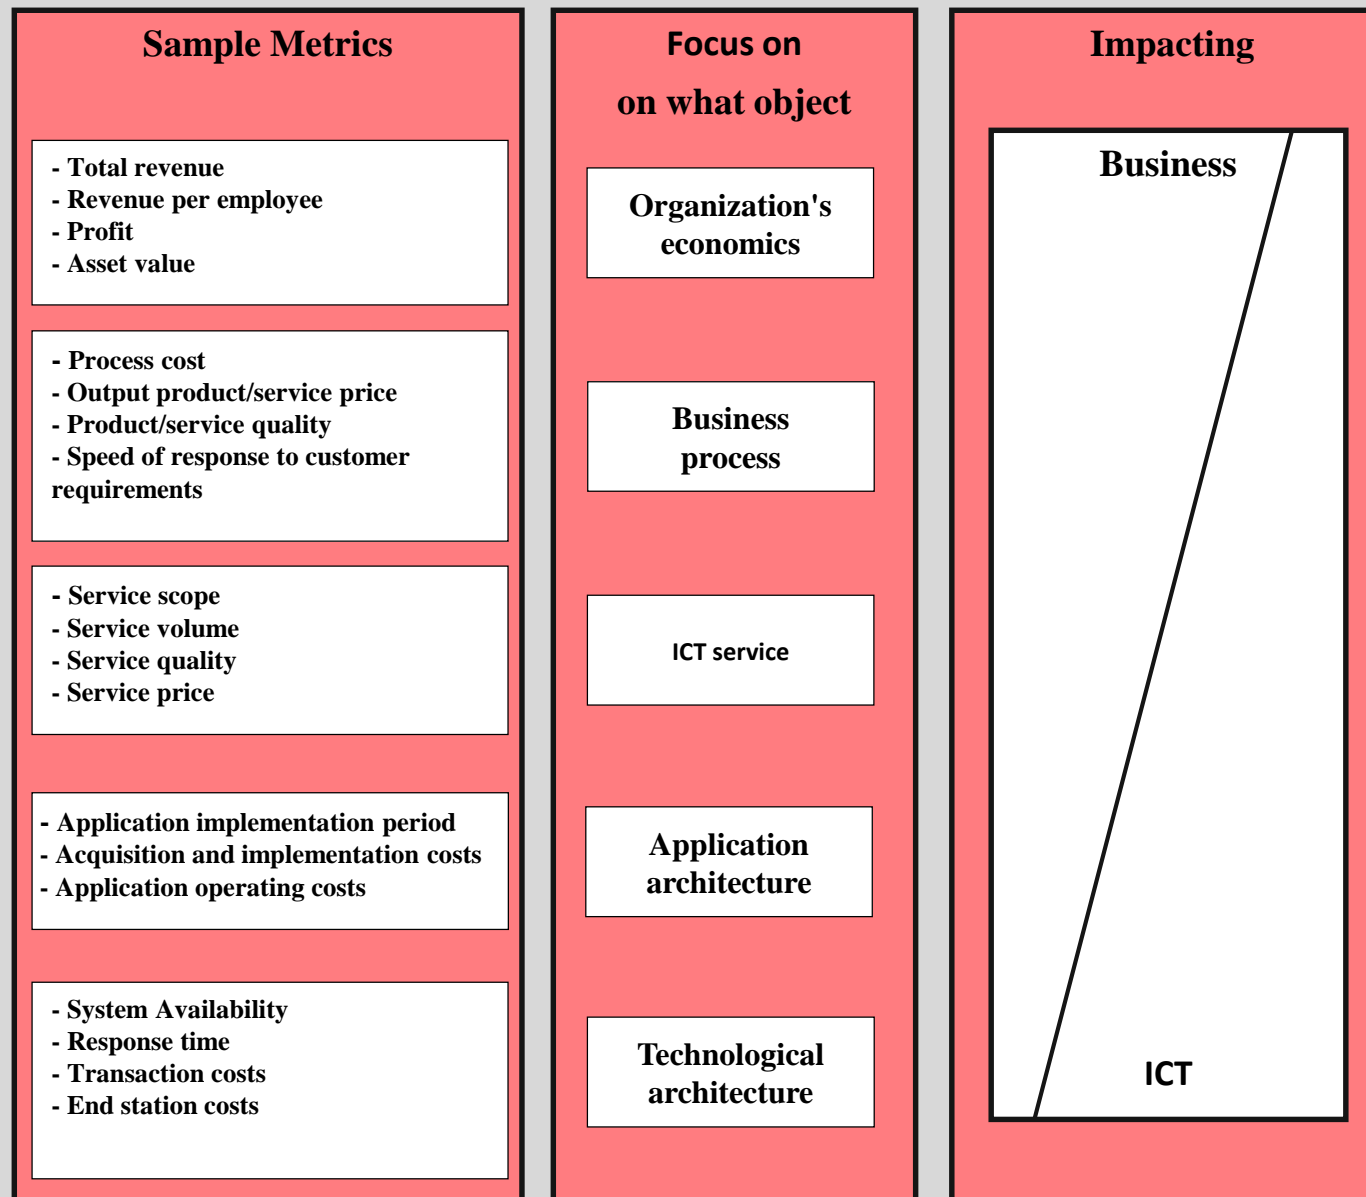 Sample Metrics
- Total revenue
- Revenue per employee
- Profit
- Asset value
- Process cost
- Output product/service price
- Product/service quality
- Speed of response to customer
requirements
- Service scope
- Service volume
- Service quality
- Service price
- Application implementation period
- Acquisition and implementation costs
- Application operating costs
- System Availability
- Response time
- Transaction costs
- End station costs
Focus on
on what object
Organization's
economics
Business
process
ICT service
Application
architecture
Technological
architecture
Impacting
Business
ICT